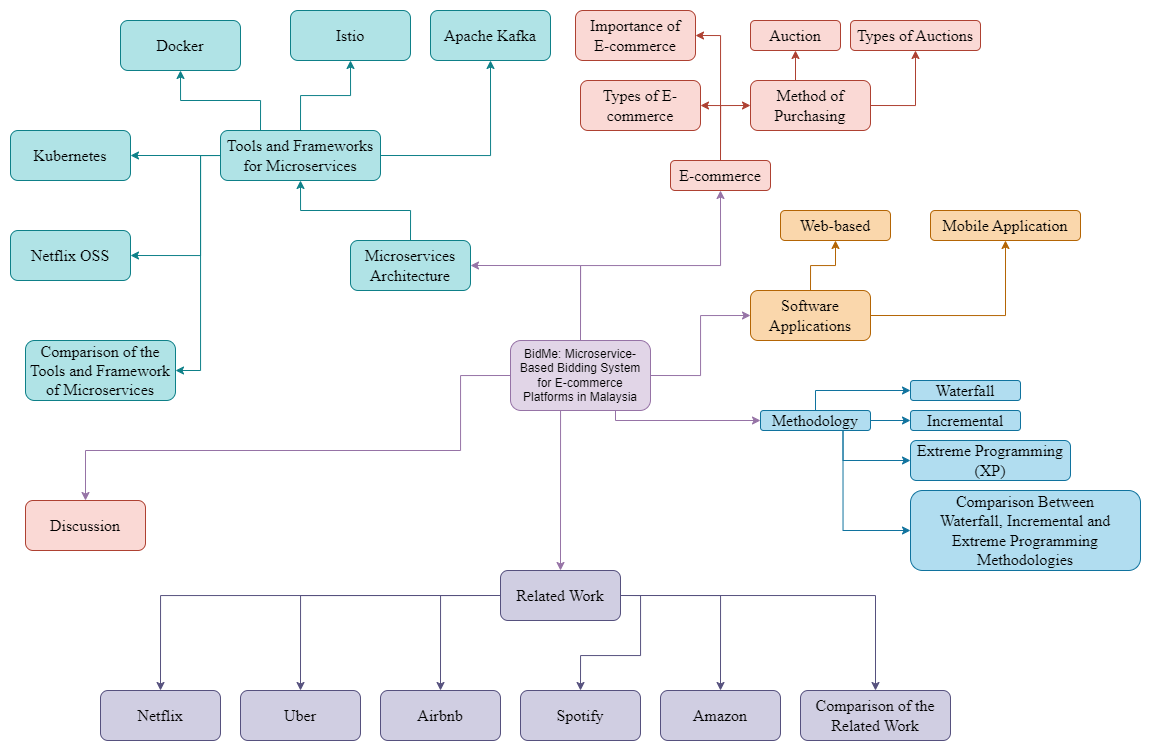 Docker
Istio
Apache Kafka
Importance of
E-commerce
Auction
Types of Auctions
Types of E-
commerce
Method of
Purchasing
Kubernetes
Tools and Frameworks
for Microservices
E-commerce
Web-based
Mobile Application
Netflix OSS
Microservices
Architecture
Software
Applications
Comparison of the
Tools and Framework
of Microservices
BidMe: Microservice-
Based Bidding System
for E-commerce
Platforms in Malaysia
Waterfall
Methodology
Incremental
Extreme Programming
(XP)
Comparison Between
Waterfall, Incremental and
Extreme Programming
Methodologies
Discussion
Related Work
Netflix
Uber
Airbnb
Spotify
Amazon
Comparison of the
Related Work